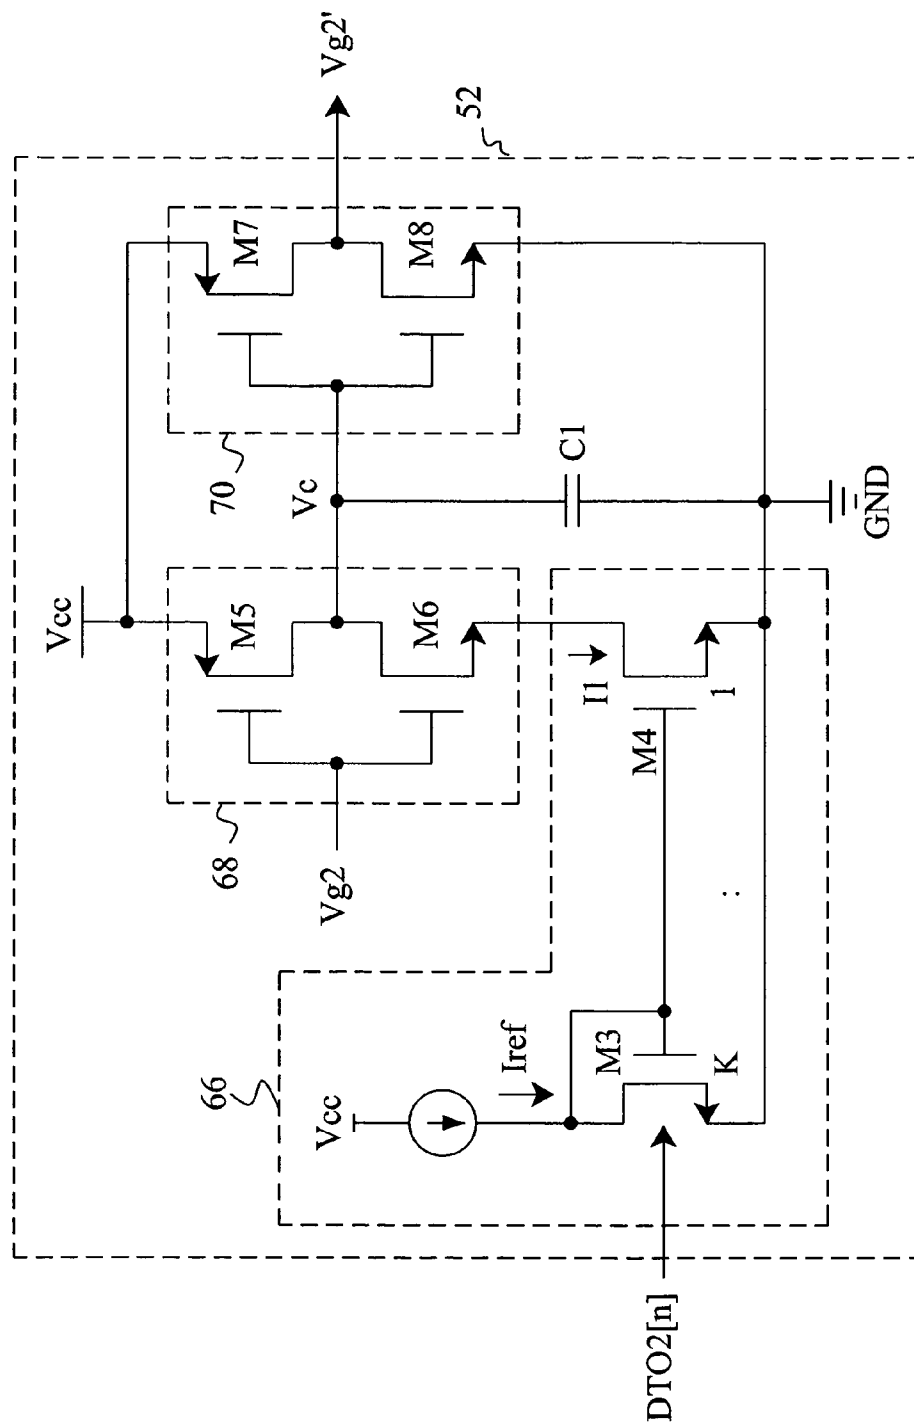 52
Vg2'
Vcc
70
M7
M8
Vc
C1
GND
68
M5
M6
Vg2
I1
M4
1
:
66
Vcc
Iref
M3
K
DTO2[n]